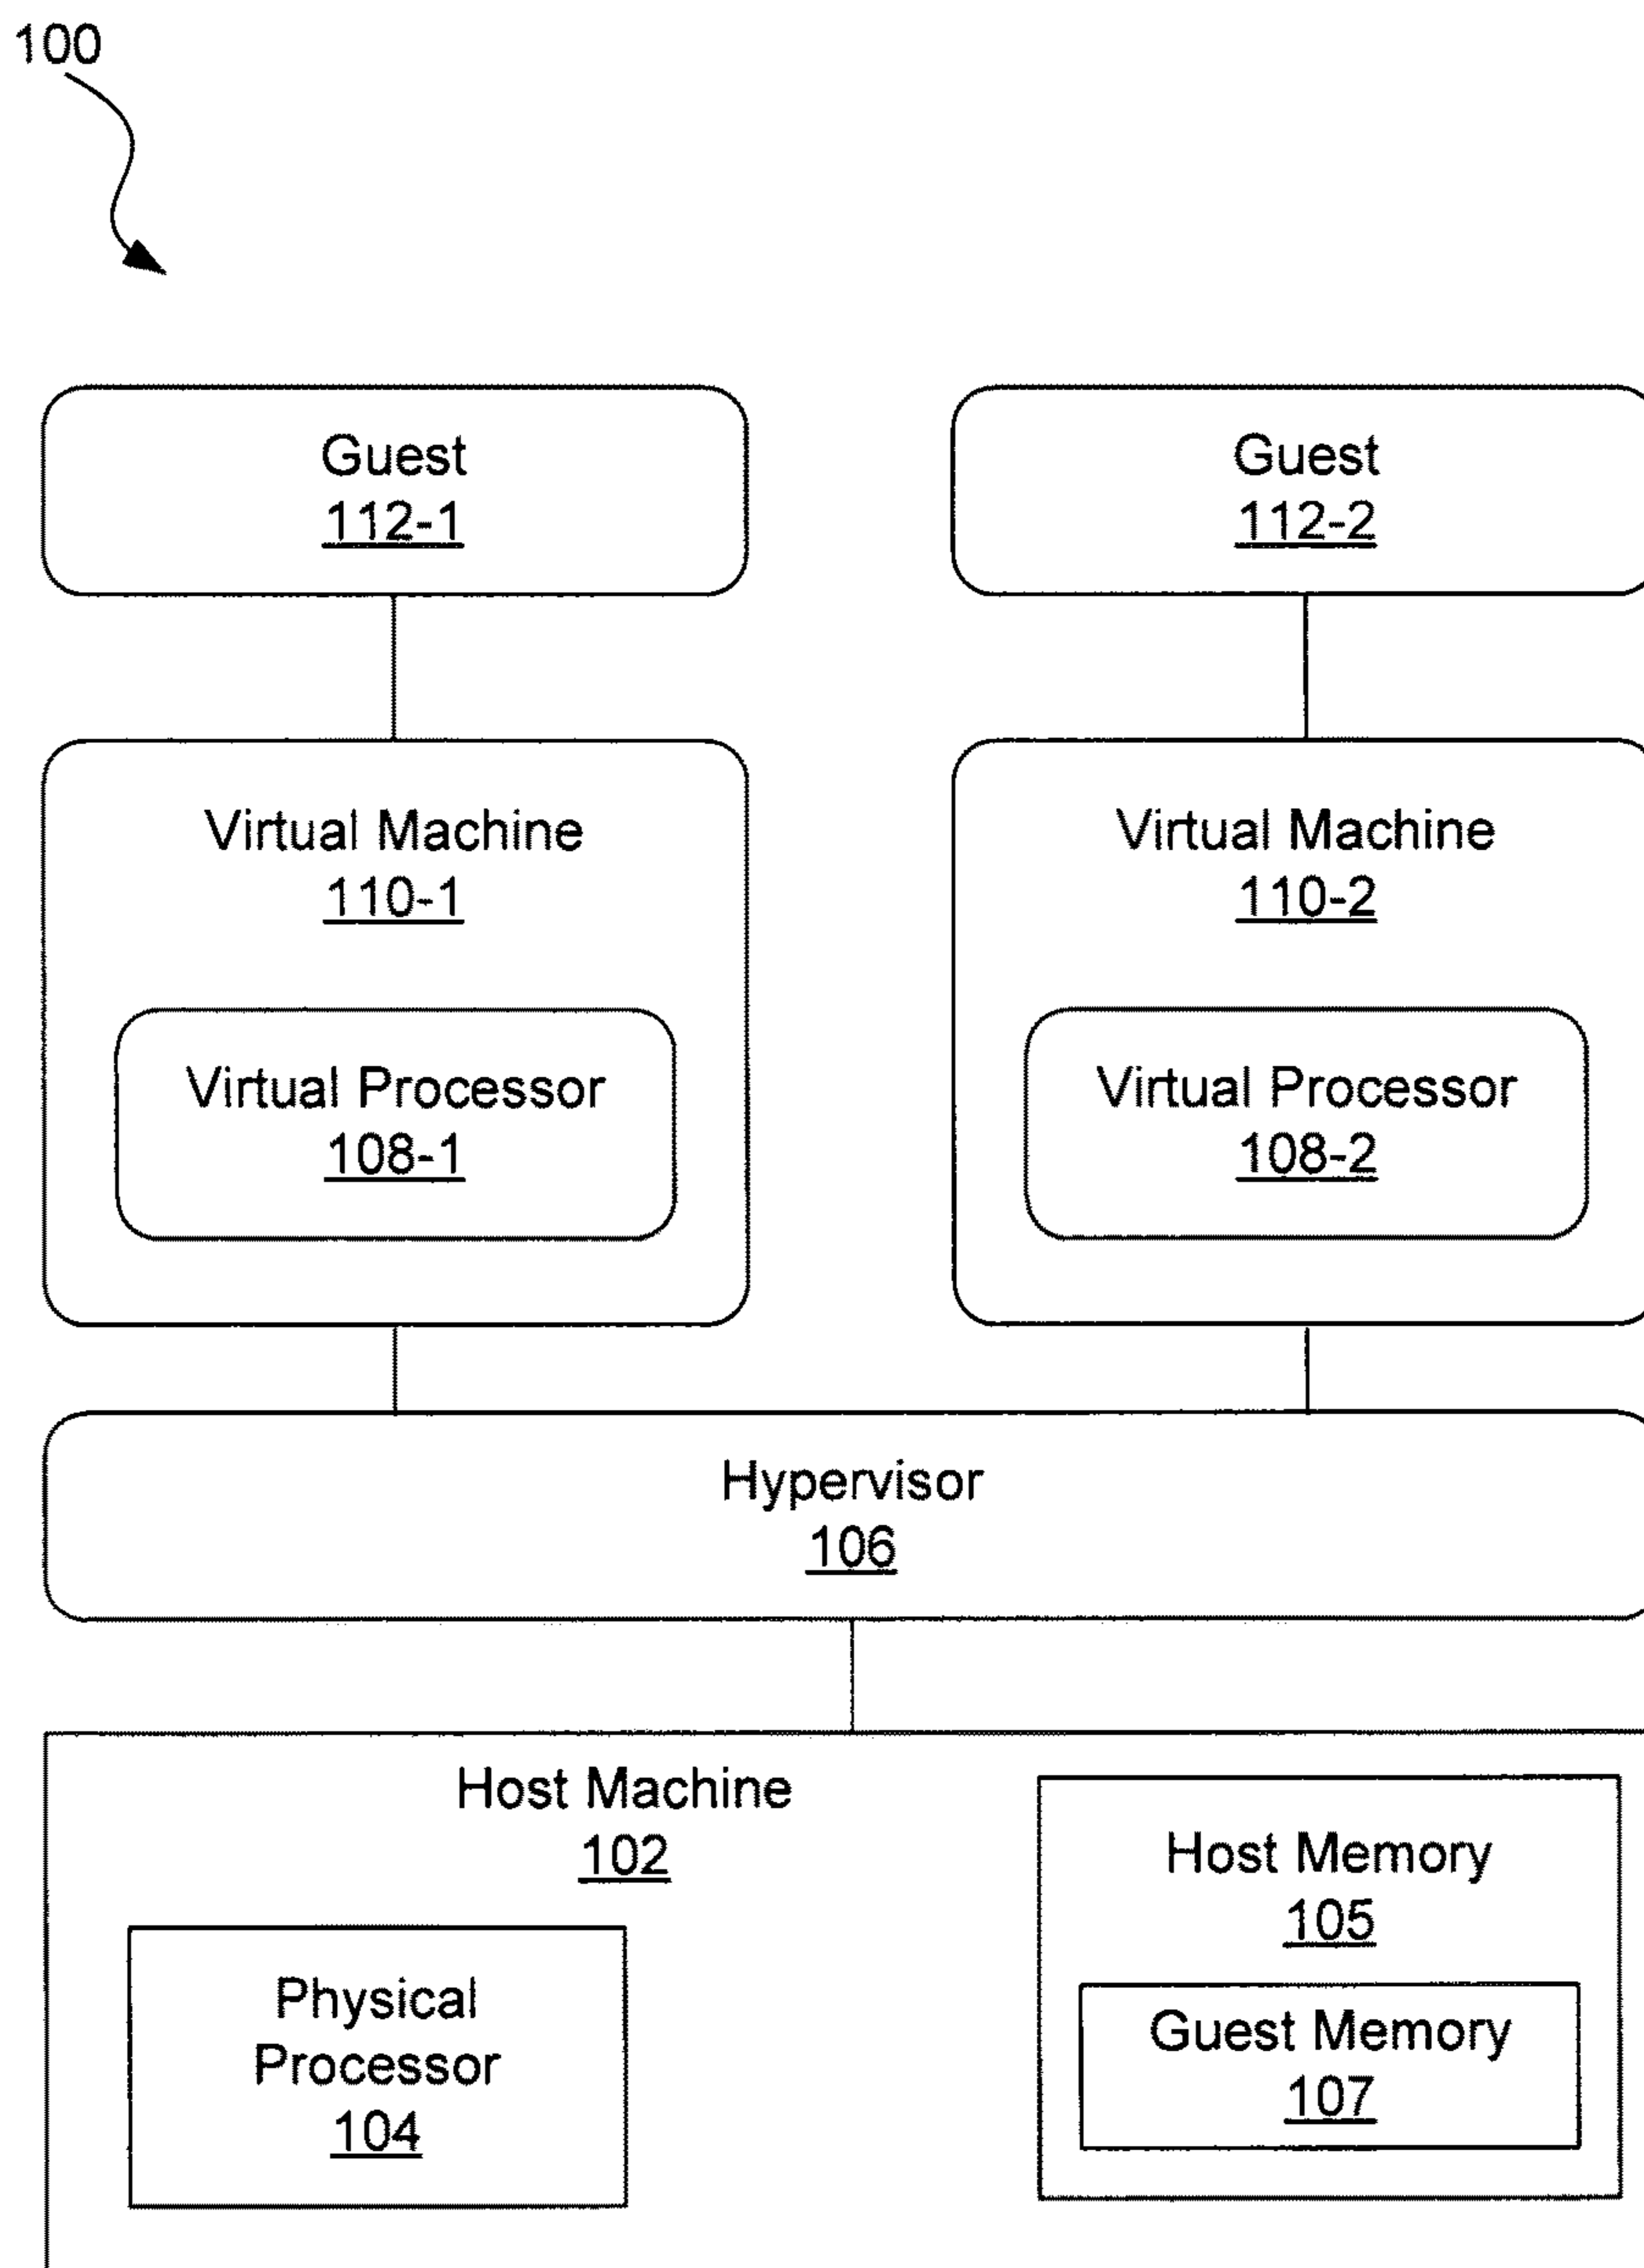 100
Guest
112-1
Guest
112-2
Virtual Machine
110-1
Virtual Processor
108-1
Virtual Machine
110-2
Virtual Processor
108-2
Hypervisor
106
Host Machine
102
Physical
Processor
104
Host Memory
105
Guest Memory
107